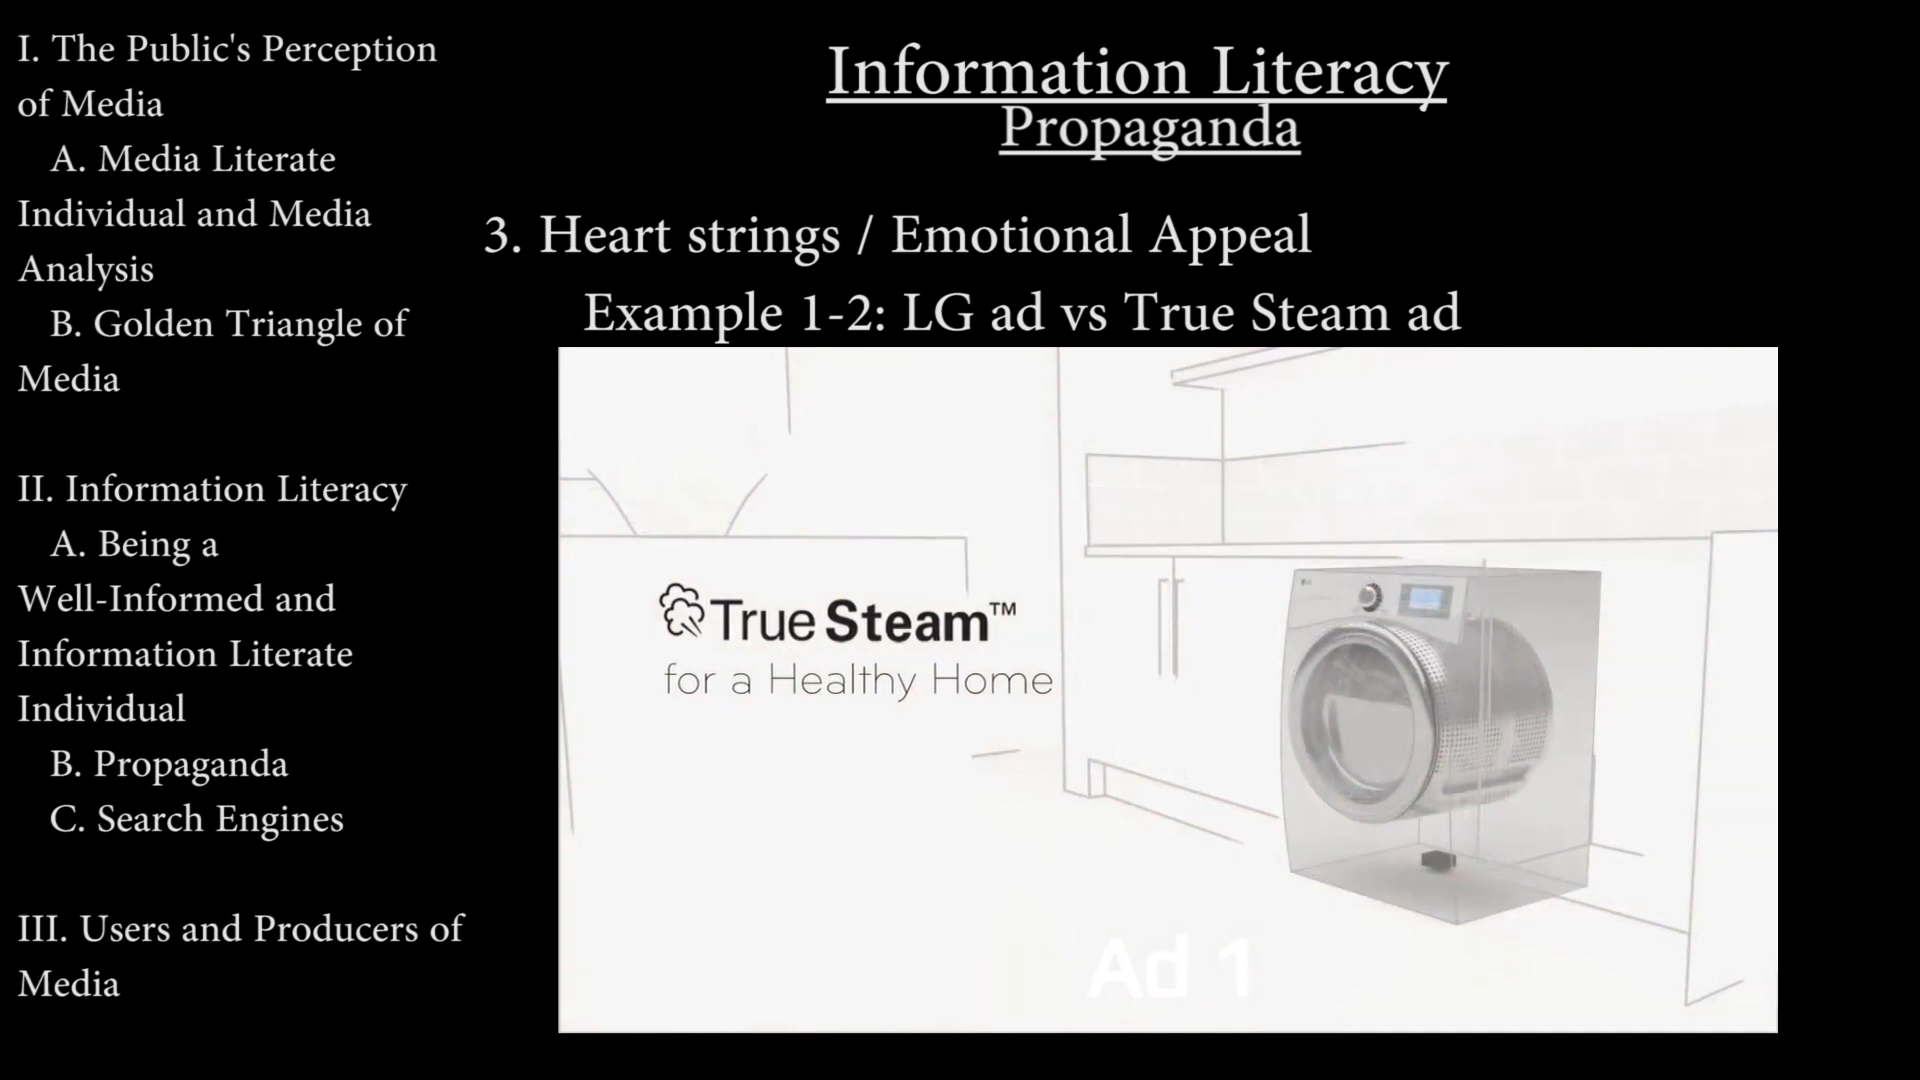 I. The Public's Perception
of Media
A. Media Literate
Individual and Media
Analysis
B. Golden Triangle of
Media
II. Information Literacy
A. Being a
Well-Informed and
Information Literate
Individual
B. Propaganda
C. Search Engines
III. Users and Producers of
Media
Information Literacy
Propaganda
3. Heart strings / Emotional Appeal
Example 1-2: LG ad vs True Steam ad
True Steam™
for a Healthy Home
Ad 1